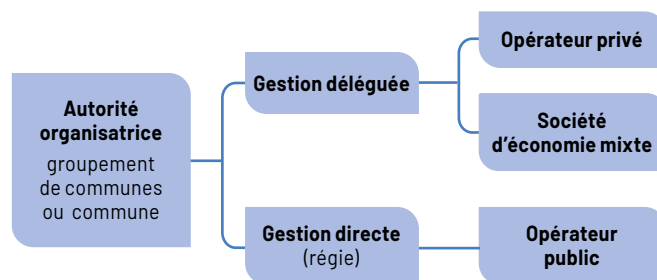 Autorité
organisatrice
groupement
de communes
ou commune
Gestion déléguée
Opérateur privé
Société
d'économie mixte
Gestion directe
(régie)
Opérateur
public